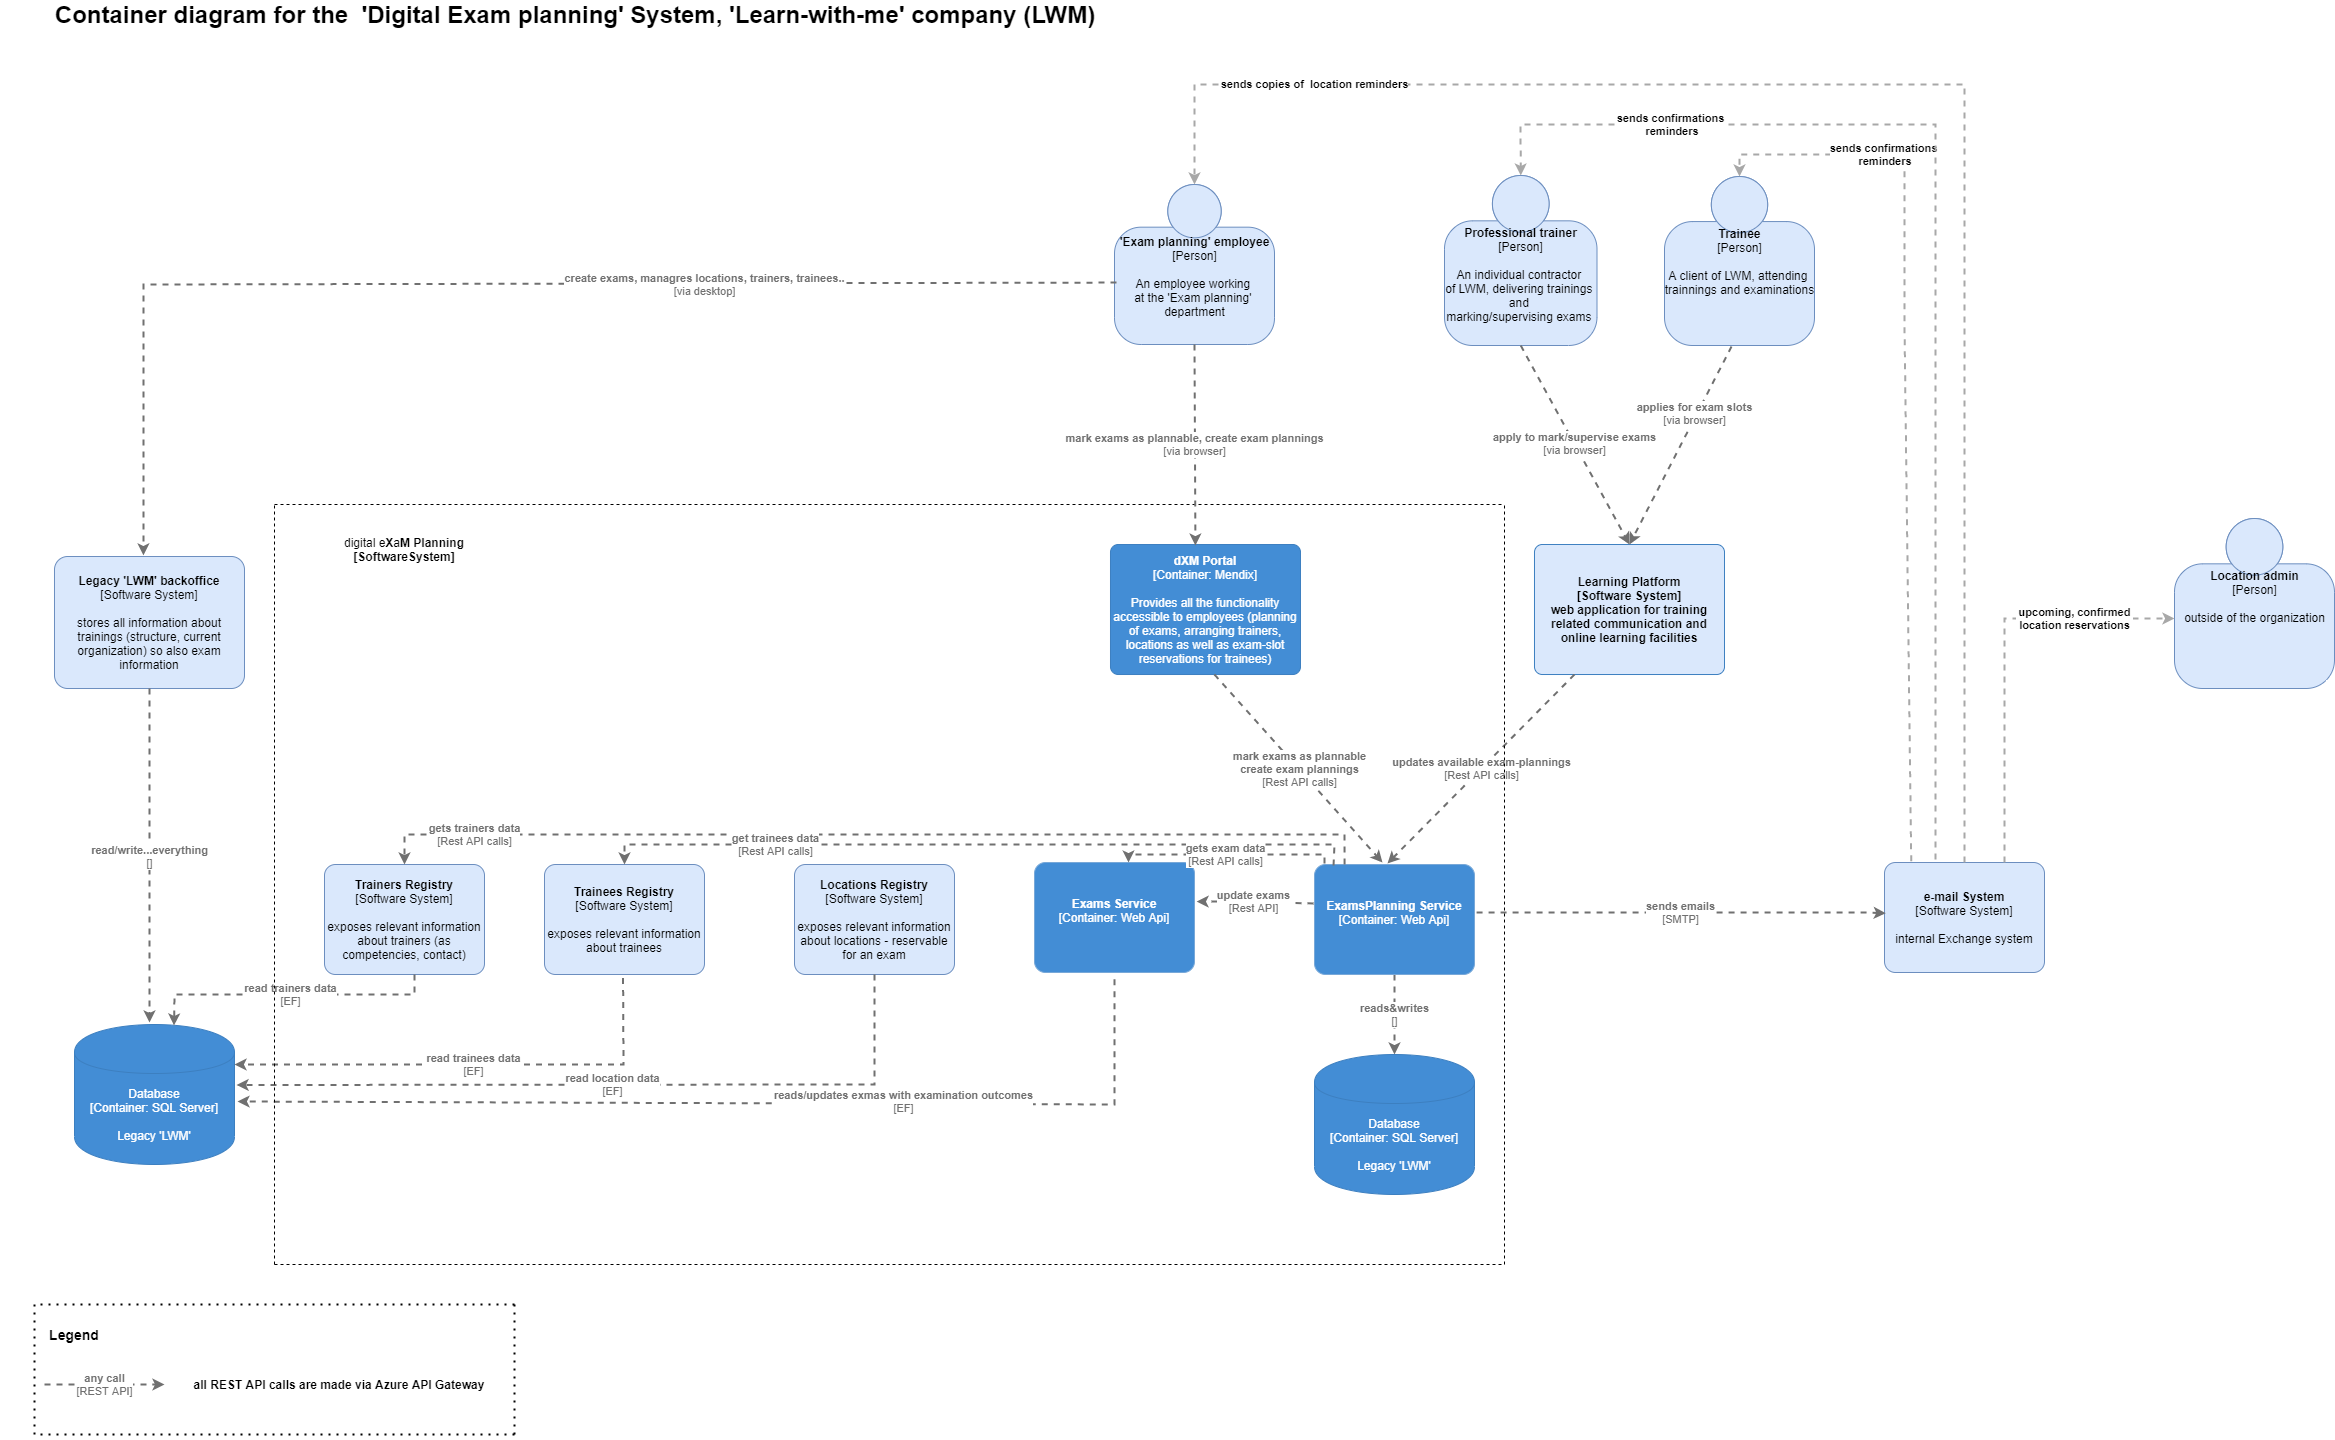 Container diagram for the  'Digital Exam planning' System, 'Learn-with-me' company (LWM)
sends copies of  location reminders
sends confirmations
reminders
sends confirmations
reminders
'Exam planning' employee
[Person]
An employee working
at the 'Exam planning'
department
Professional trainer
[Person]
An individual contractor
of LWM, delivering trainings
and
marking/supervising exams
Trainee
[Person]
A client of LWM, attending
trainnings and examinations
create exams, managres locations, trainers, trainees..
[via desktop]
mark exams as plannable, create exam plannings
[via browser]
apply to mark/supervise exams
[via browser]
applies for exam slots
[via browser]
digital eXaM Planning
[SoftwareSystem]
Legacy 'LWM' backoffice
[Software System]
stores all information about
trainings (structure, current
organization) so also exam
information
dXM Portal
[Container: Mendix]
Provides all the functionality
accessible to employees (planning
of exams, arranging trainers,
locations as well as exam-slot
reservations for trainees)
Learning Platform
[Software System]
web application for training
related communication and
online learning facilities
Location admin
[Person]
outside of the organization
upcoming, confirmed
location reservations
mark exams as plannable
create exam plannings
[Rest API calls]
updates available exam-plannings
[Rest API calls]
read/write...everything
[]
gets trainers data
[Rest API calls]
get trainees data
[Rest API calls]
gets exam data
[Rest API calls]
Trainers Registry
[Software System]
exposes relevant information
about trainers (as
competencies, contact)
Trainees Registry
[Software System]
exposes relevant information
about trainees
Locations Registry
[Software System]
exposes relevant information
about locations - reservable
for an exam
Exams Service
[Container: Web Api]
update exams
[Rest API]
ExamsPlanning Service
[Container: Web Api]
sends emails
[SMTP]
e-mail System
[Software System]
internal Exchange system
read trainers data
[EF]
read trainees data
[EF]
read location data
[EF]
reads/updates exmas with examination outcomes
[EF]
reads&writes
[]
Database
[Container: SQL Server]
Legacy 'LWM'
Database
[Container: SQL Server]
Legacy 'LWM'
Legend
any call
[REST API]
all REST API calls are made via Azure API Gateway